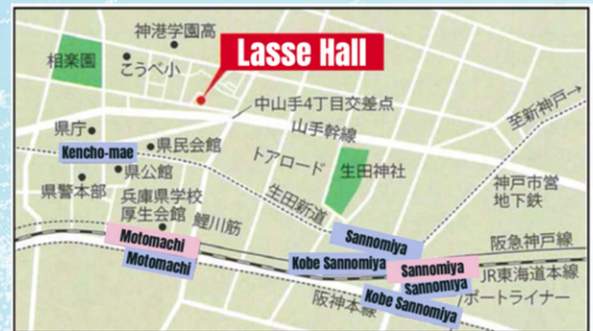 神港学園高
Lasse Hall
相楽園
こうべ小
中山手4丁目交差点
至新神戸→
県庁
山手幹線
県民会館
Kencho-mae
トアロード
生田神社
県公館
県警本部
兵庫県学校
厚生会館
生田新道
神戸市営
地下鉄
鯉川筋
Motomachi
Sannomiya
阪急神戸線
Motomachi
Kobe Sannomiya
Sannomiya
JR東海道本線
Sannomiya
阪神本線
Kobe Sannomiya
ポートライナー